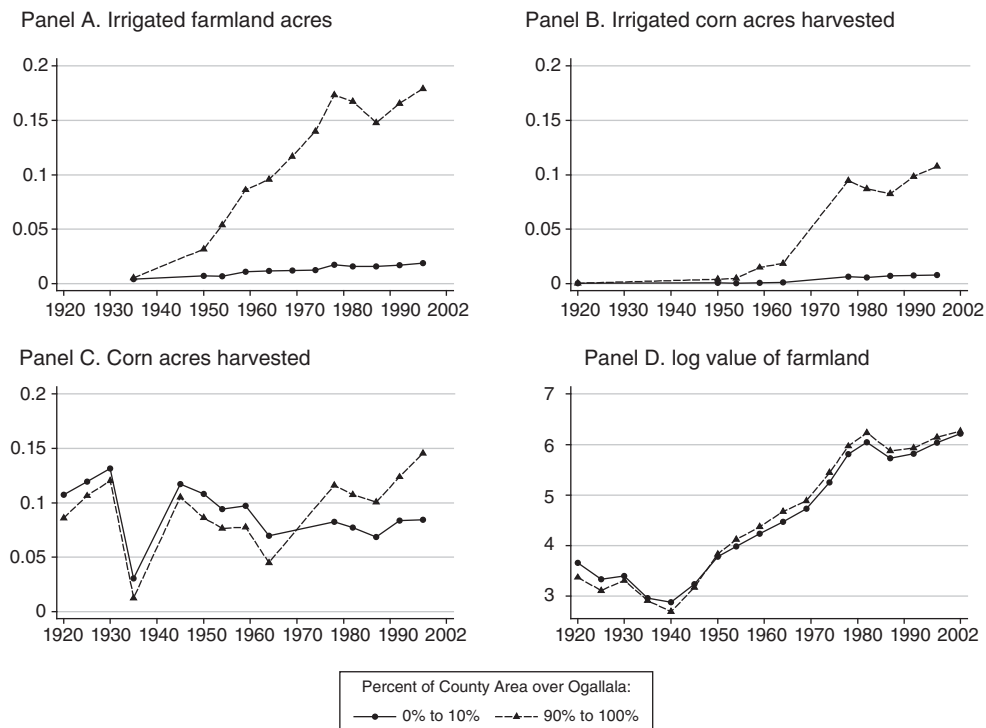 Panel A. Irrigated farmland acres
0.2
0.15
0.1
0.05
0
1920 1930 1940 1950 1960 1970 1980 1990 2002
Panel B. Irrigated corn acres harvested
0.2
0.15
0.1
0.05
0
1920 1930 1940 1950 1960 1970 1980 1990 2002
Panel C. Corn acres harvested
0.2
0.15
0.1
0.05
0
1920 1930 1940 1950 1960 1970 1980 1990 2002
Panel D. log value of farmland
7
6
5
4
3
1920 1930 1940 1950 1960 1970 1980 1990 2002
Percent of County Area over Ogallala:
0% to 10% 90% to 100%